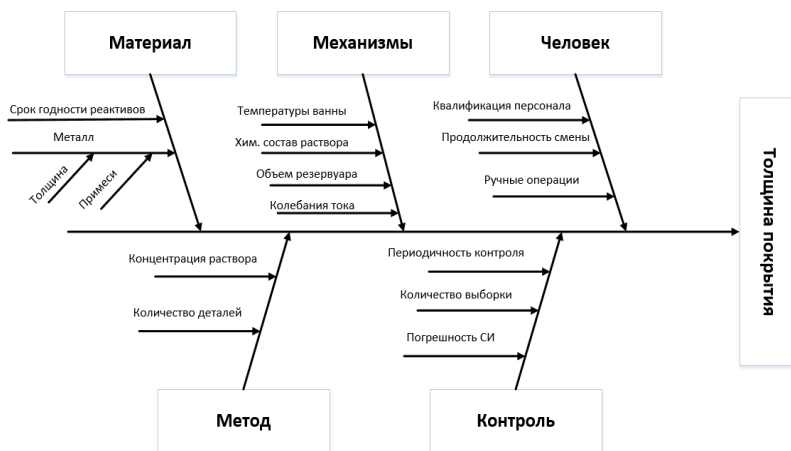 Материал
Механизмы
Человек
Срок годности реактивов
Металл
Толщина
Примеси
Температуры ванны
Хим. состав раствора
Объем резервуара
Колебания тока
Квалификация персонала
Продолжительность смены
Ручные операции
Толщина покрытия
Концентрация раствора
Количество деталей
Периодичность контроля
Количество выборки
Погрешность СИ
Метод
Контроль